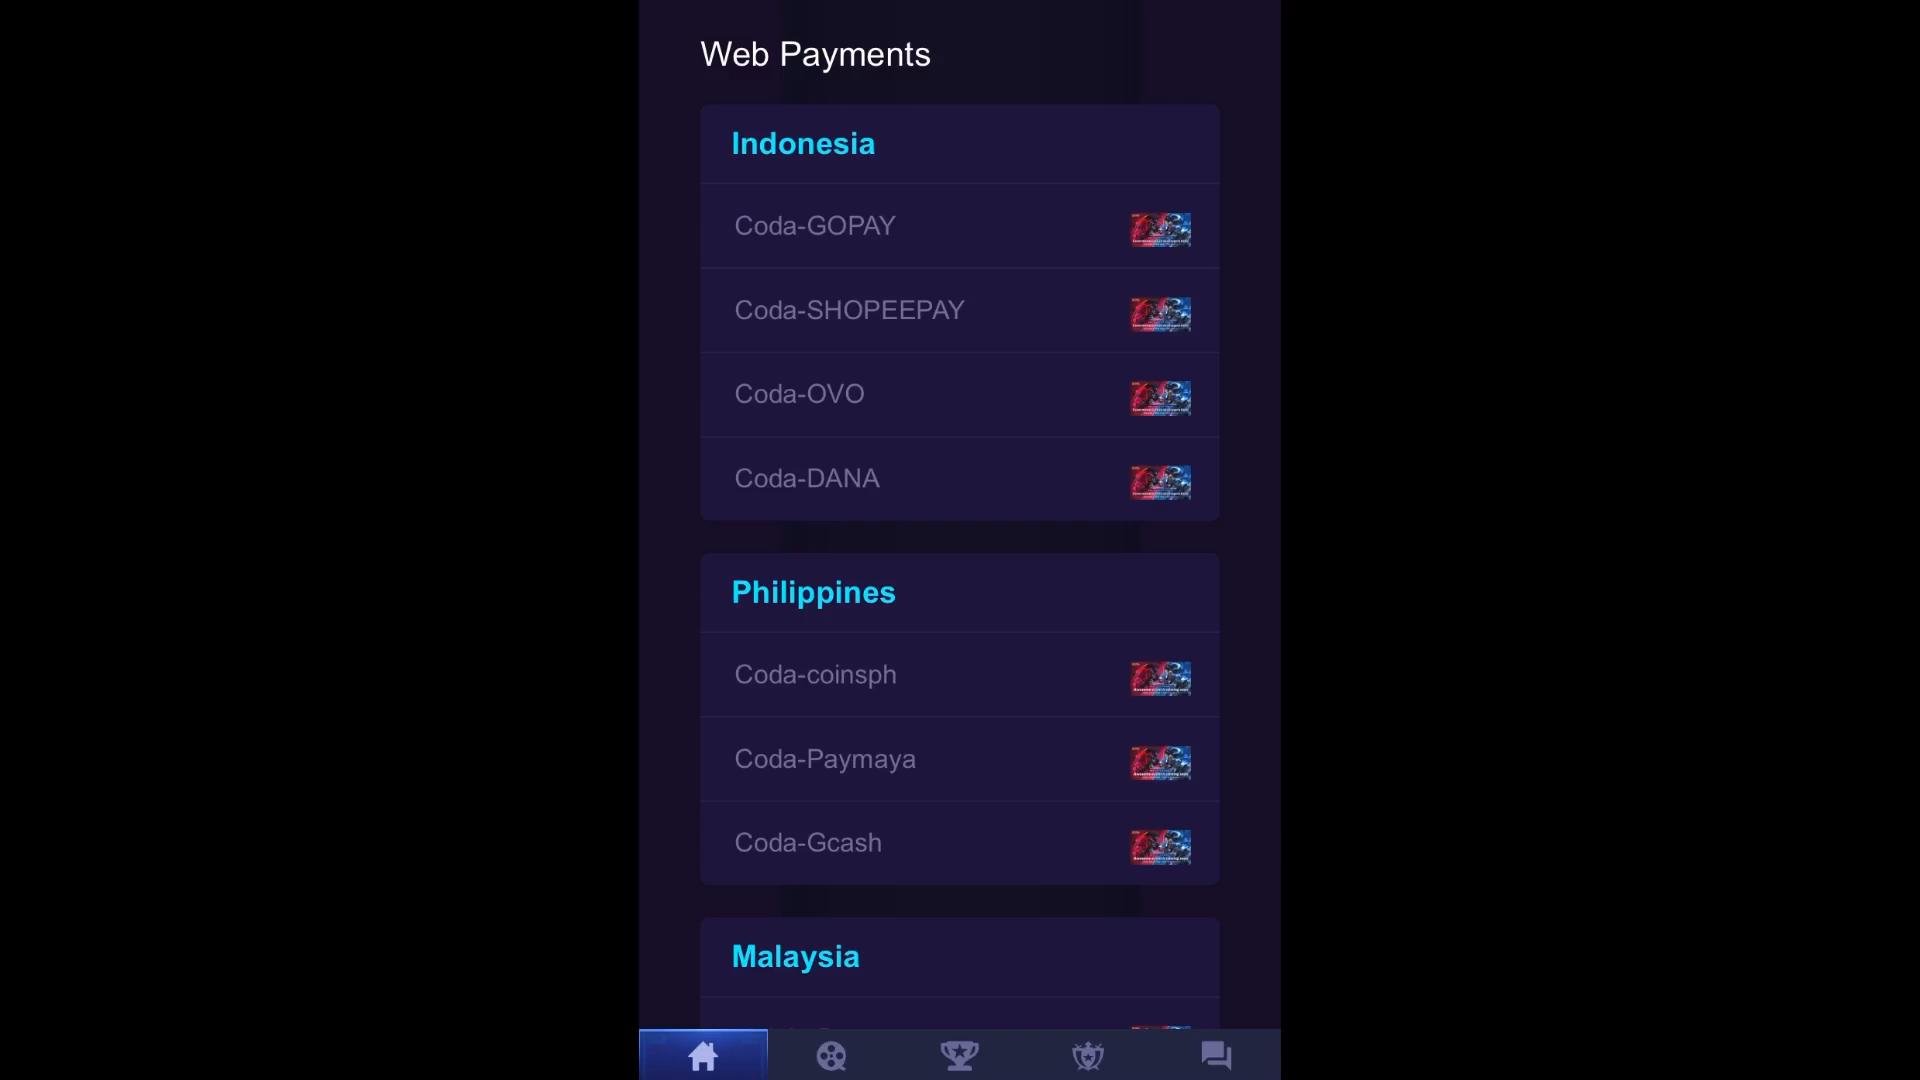 Web Payments
Indonesia
Coda-GOPAY
Coda-SHOPEEPAY
Coda-OVO
Coda-DANA
Philippines
Coda-coinsph
Coda-Paymaya
Coda-Gcash
Malaysia